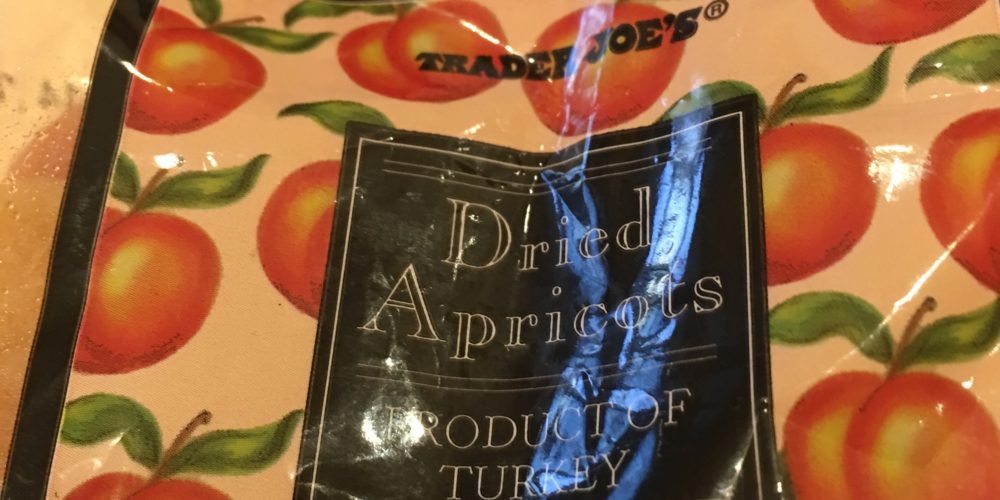 TRADER JOE'S®
Dried
Apricots
PRODUCT OF
TURKEY